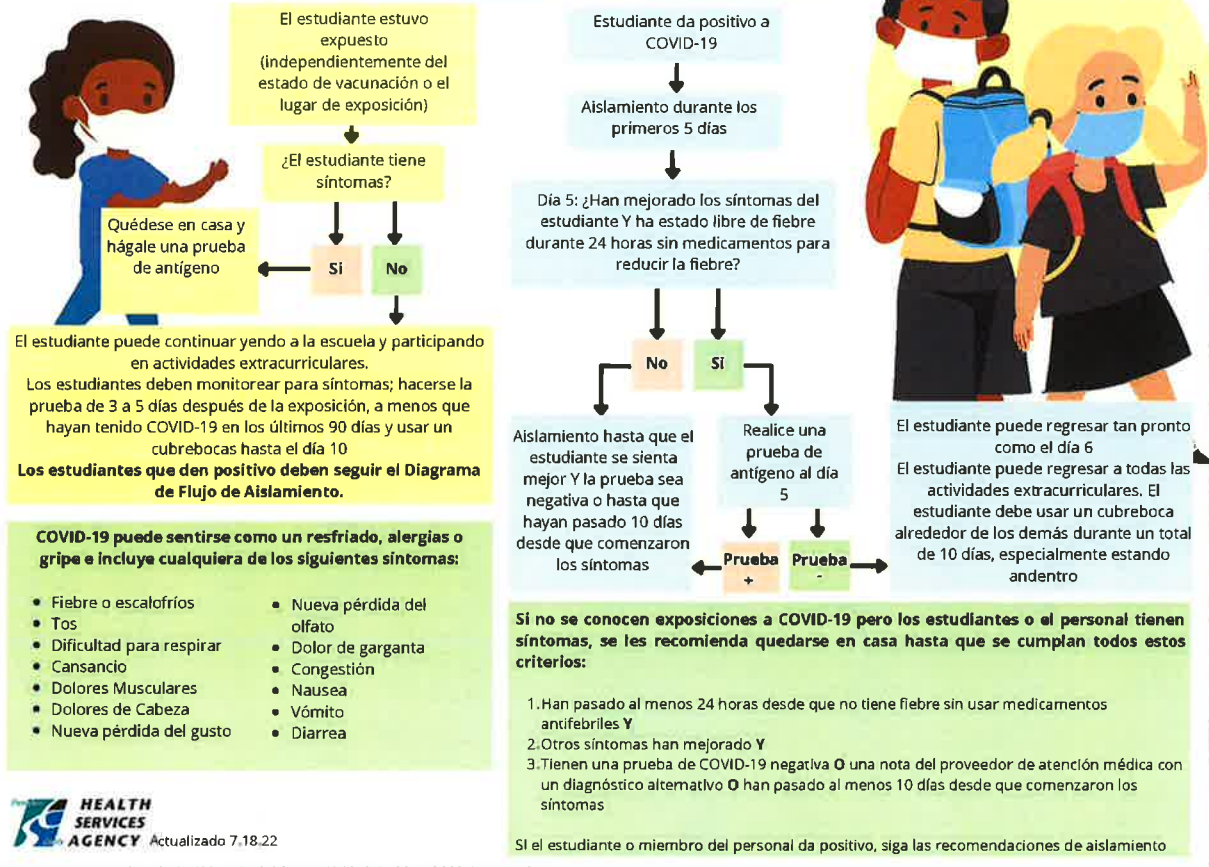 El estudiante estuvo
expuesto
(independientemente del
estado de vacunación o el
lugar de exposición)
¿El estudiante tiene
síntomas?
Quédese en casa y
hágale una prueba
de antígeno
Si
No
El estudiante puede continuar yendo a la escuela y participando
en actividades extracurriculares.
Los estudiantes deben monitorear para síntomas; hacerse la
prueba de 3 a 5 días después de la exposición, a menos que
hayan tenido COVID-19 en los últimos 90 días y usar un
cubrebocas hasta el día 10
Los estudiantes que den positivo deben seguir el Diagrama
de Flujo de Aislamiento.
COVID-19 puede sentirse como un resfriado, alergias o
gripe e incluye cualquiera de los siguientes síntomas:
• Fiebre o escalofríos
• Tos
• Dificultad para respirar
• Cansancio
• Dolores Musculares
• Dolores de Cabeza
• Nueva pérdida del gusto
• Nueva pérdida del
olfato
• Dolor de garganta
• Congestión
• Nausea
• Vómito
• Diarrea
HEALTH
SERVICES
AGENCY Actualizado 7.18.22
Estudiante da positivo a
COVID-19
Aislamiento durante los
primeros 5 días
Día 5: ¿Han mejorado los síntomas del
estudiante Y ha estado libre de fiebre
durante 24 horas sin medicamentos para
reducir la fiebre?
No
Si
Aislamiento hasta que el
estudiante se sienta
mejor Y la prueba sea
negativa o hasta que
hayan pasado 10 días
desde que comenzaron
los síntomas
Realice una
prueba de
antígeno al día
5
Prueba
+
Prueba
-
El estudiante puede regresar tan pronto
como el día 6
El estudiante puede regresar a todas las
actividades extracurriculares. El
estudiante debe usar un cubreboca
alrededor de los demás durante un total
de 10 días, especialmente estando
andentro
Si no se conocen exposiciones a COVID-19 pero los estudiantes o el personal tienen
síntomas, se les recomienda quedarse en casa hasta que se cumplan todos estos
criterios:
1. Han pasado al menos 24 horas desde que no tiene fiebre sin usar medicamentos
antifebriles Y
2. Otros síntomas han mejorado Y
3. Tienen una prueba de COVID-19 negativa O una nota del proveedor de atención médica con
un diagnóstico alternativo O han pasado al menos 10 días desde que comenzaron los
síntomas
Si el estudiante o miembro del personal da positivo, siga las recomendaciones de aislamiento